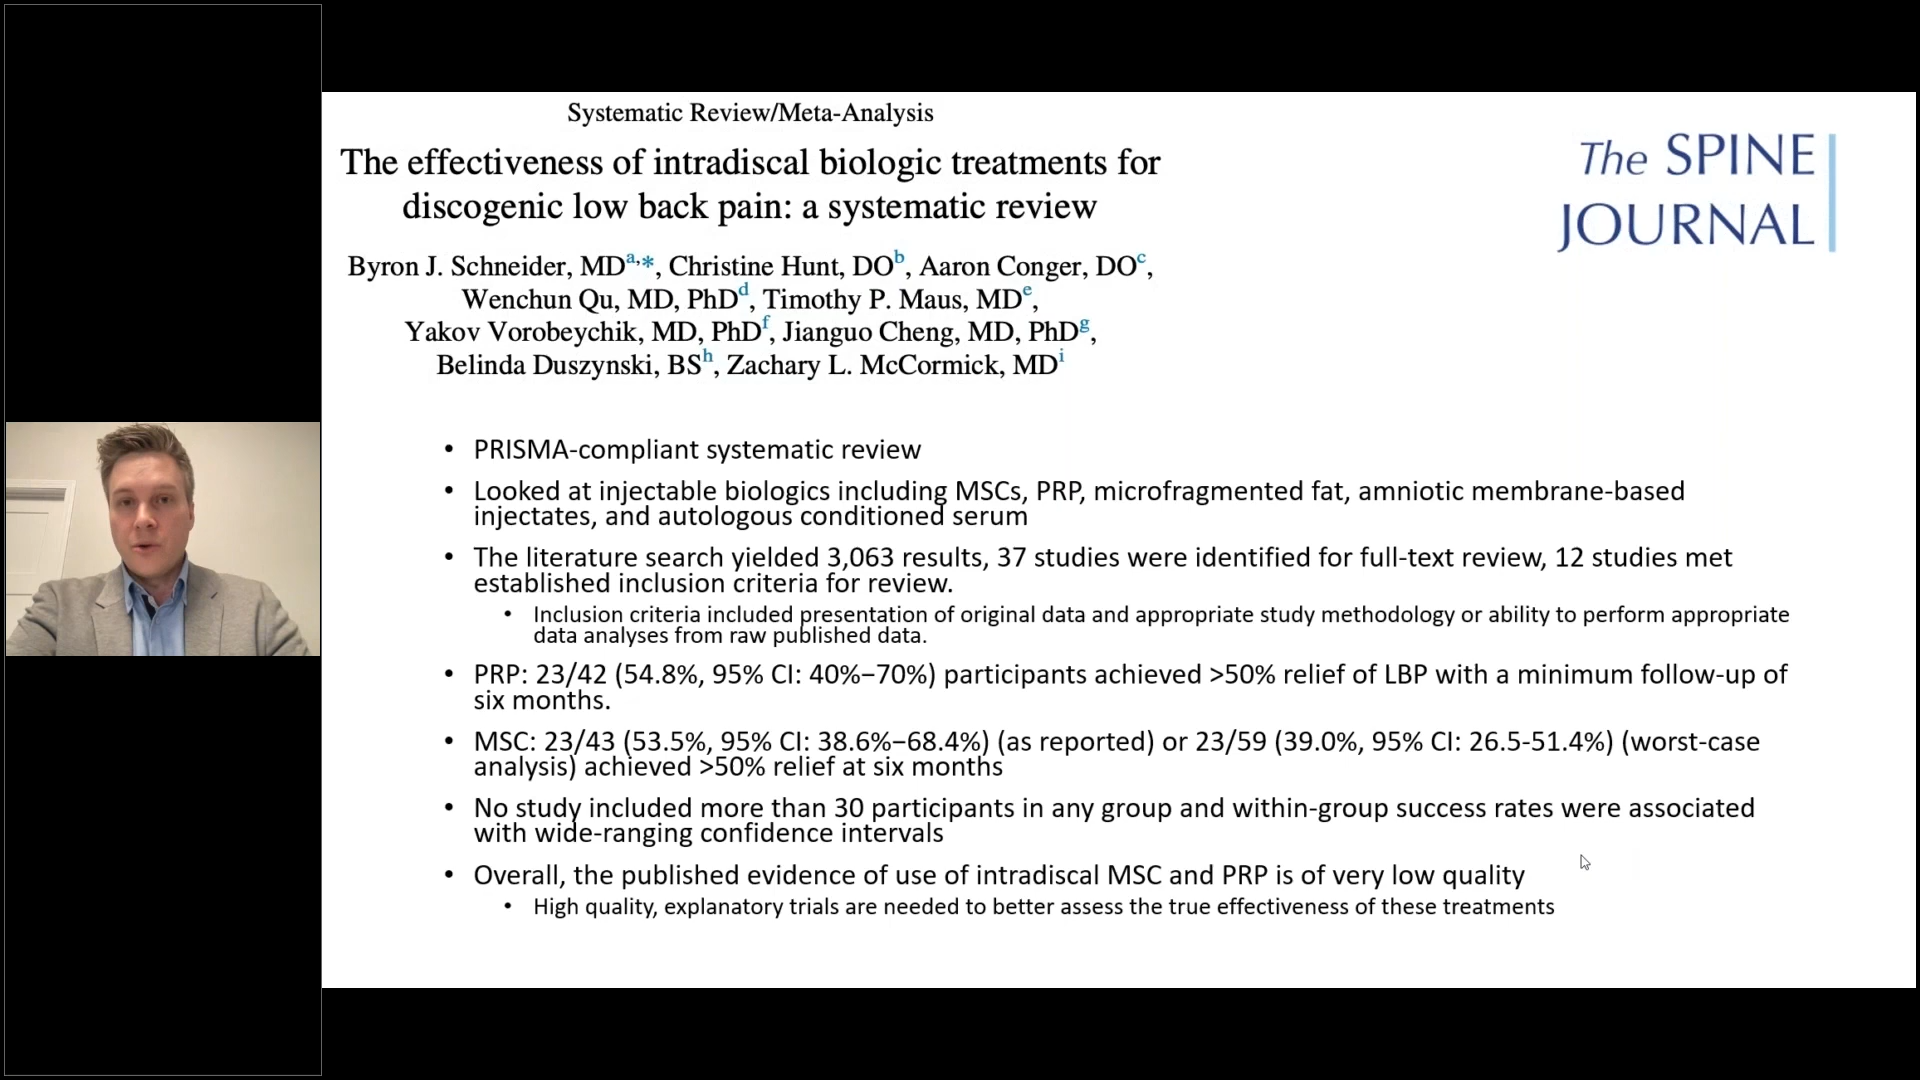 Systematic Review/Meta-Analysis
The effectiveness of intradiscal biologic treatments for
discogenic low back pain: a systematic review
The SPINE
JOURNAL
Byron J. Schneider, MDa,*, Christine Hunt, DOb, Aaron Conger, DOc,
Wenchun Qu, MD, PhDd, Timothy P. Maus, MDe,
Yakov Vorobeychik, MD, PhDf, Jianguo Cheng, MD, PhDg,
Belinda Duszynski, BSh, Zachary L. McCormick, MDi
• PRISMA-compliant systematic review
• Looked at injectable biologics including MSCs, PRP, microfragmented fat, amniotic membrane-based
injectates, and autologous conditioned serum
• The literature search yielded 3,063 results, 37 studies were identified for full-text review, 12 studies met
established inclusion criteria for review.
• Inclusion criteria included presentation of original data and appropriate study methodology or ability to perform appropriate
data analyses from raw published data.
• PRP: 23/42 (54.8%, 95% CI: 40%−70%) participants achieved >50% relief of LBP with a minimum follow-up of
six months.
• MSC: 23/43 (53.5%, 95% CI: 38.6%−68.4%) (as reported) or 23/59 (39.0%, 95% CI: 26.5-51.4%) (worst-case
analysis) achieved >50% relief at six months
• No study included more than 30 participants in any group and within-group success rates were associated
with wide-ranging confidence intervals
• Overall, the published evidence of use of intradiscal MSC and PRP is of very low quality
• High quality, explanatory trials are needed to better assess the true effectiveness of these treatments